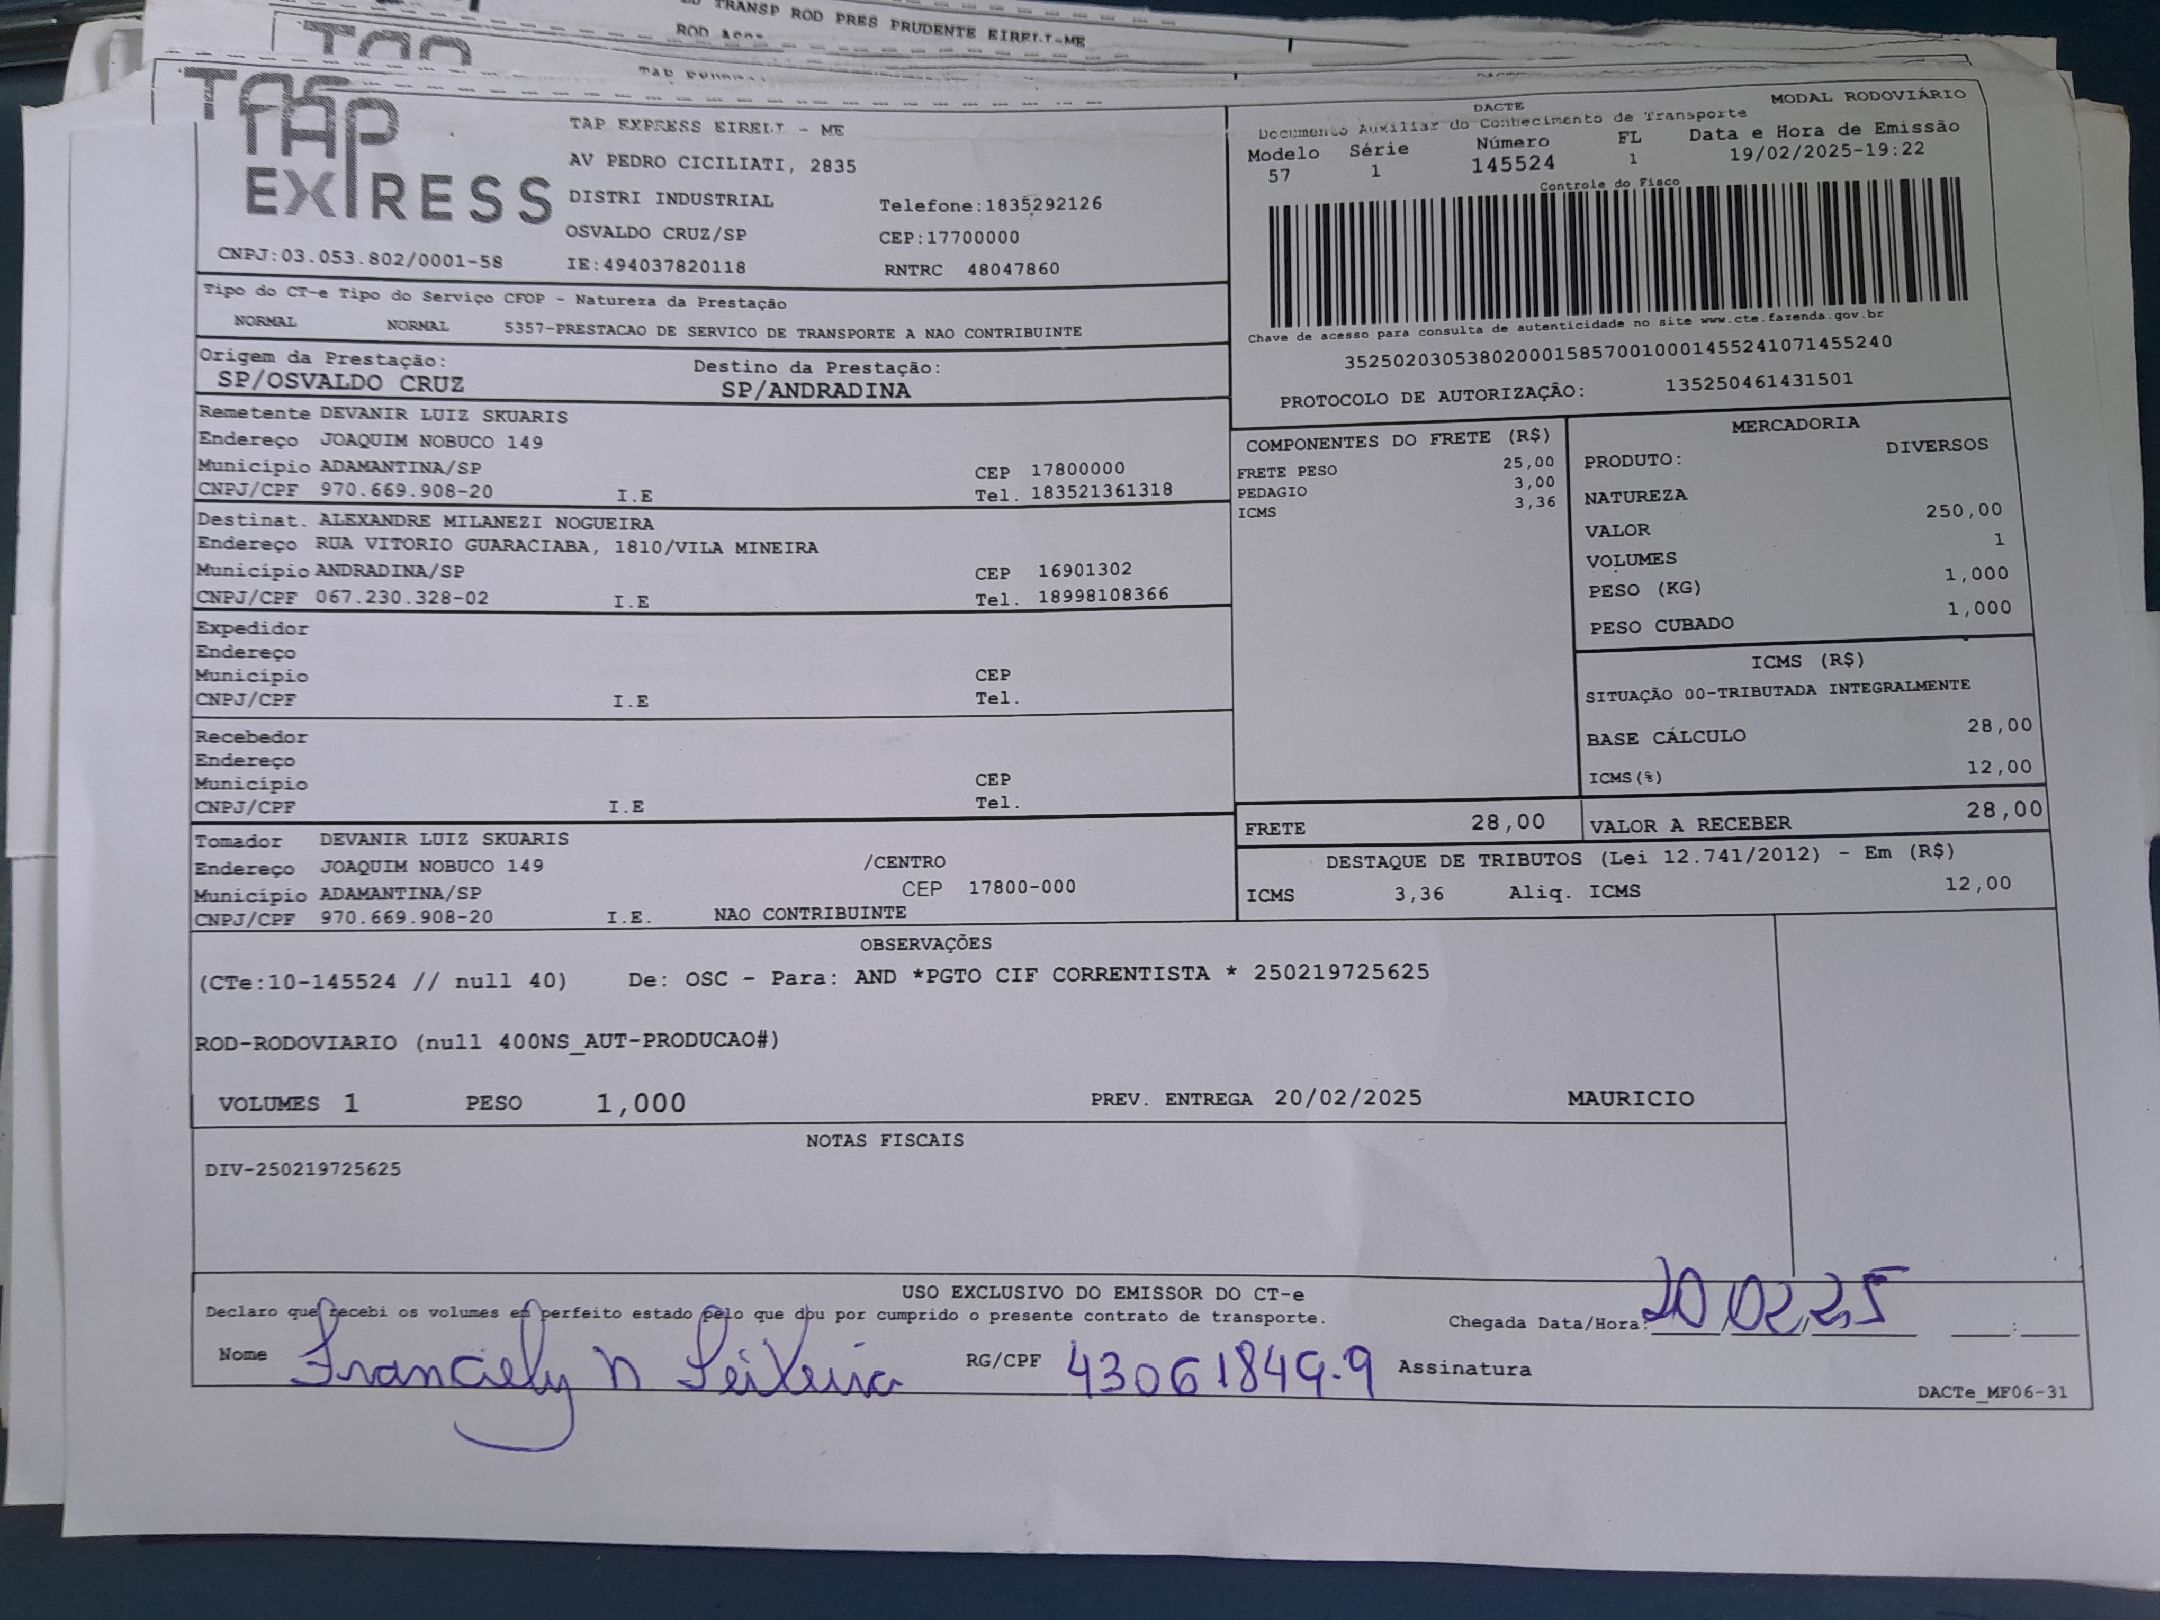 TRANSP ROD PRES PRUDENTE EIRELI-ME
ROD
TAP
TAP
EXPRESS
TAP EXPRESS EIRELI - ME
AV PEDRO CICILIATI, 2835
DISTRI INDUSTRIAL
Telefone:1835292126
OSVALDO CRUZ/SP
CEP:17700000
CNPJ:03.053.802/0001-58
IE:494037820118
RNTRC 48047860
DACTE
MODAL RODOVIÁRIO
Documento Auxiliar do Conhecimento de Transporte
Modelo Série Número FL Data e Hora de Emissão
57 1 145524 1 19/02/2025-19:22
Controle do Fisco
Chave de acesso para consulta de autenticidade no site www.cte.fazenda.gov.br
35250203053802000158570010001455241071455240
PROTOCOLO DE AUTORIZAÇÃO: 135250461431501
Tipo do CT-e Tipo do Serviço CFOP - Natureza da Prestação
NORMAL NORMAL 5357-PRESTACAO DE SERVICO DE TRANSPORTE A NAO CONTRIBUINTE
Origem da Prestação: Destino da Prestação:
SP/OSVALDO CRUZ SP/ANDRADINA
Remetente DEVANIR LUIZ SKUARIS
Endereço JOAQUIM NOBUCO 149
Município ADAMANTINA/SP CEP 17800000
CNPJ/CPF 970.669.908-20 I.E Tel. 183521361318
Destinat. ALEXANDRE MILANEZI NOGUEIRA
Endereço RUA VITORIO GUARACIABA, 1810/VILA MINEIRA
Município ANDRADINA/SP CEP 16901302
CNPJ/CPF 067.230.328-02 I.E Tel. 18998108366
Expedidor
Endereço
Município CEP
CNPJ/CPF I.E Tel.
Recebedor
Endereço
Município CEP
CNPJ/CPF I.E Tel.
Tomador DEVANIR LUIZ SKUARIS
Endereço JOAQUIM NOBUCO 149 /CENTRO
Município ADAMANTINA/SP CEP 17800-000
CNPJ/CPF 970.669.908-20 I.E. NAO CONTRIBUINTE
COMPONENTES DO FRETE (R$)
FRETE PESO 25,00
PEDAGIO 3,00
ICMS 3,36
MERCADORIA
PRODUTO: DIVERSOS
NATUREZA
VALOR 250,00
VOLUMES 1
PESO (KG) 1,000
PESO CUBADO 1,000
ICMS (R$)
SITUAÇÃO 00-TRIBUTADA INTEGRALMENTE
BASE CÁLCULO 28,00
ICMS(%) 12,00
FRETE 28,00 VALOR A RECEBER 28,00
DESTAQUE DE TRIBUTOS (Lei 12.741/2012) - Em (R$)
ICMS 3,36 Aliq. ICMS 12,00
OBSERVAÇÕES
(CTe:10-145524 // null 40) De: OSC - Para: AND *PGTO CIF CORRENTISTA * 250219725625
ROD-RODOVIARIO (null 400NS_AUT-PRODUCAO#)
VOLUMES 1 PESO 1,000 PREV. ENTREGA 20/02/2025 MAURICIO
NOTAS FISCAIS
DIV-250219725625
USO EXCLUSIVO DO EMISSOR DO CT-e
Declaro que recebi os volumes em perfeito estado pelo que dou por cumprido o presente contrato de transporte.
Chegada Data/Hora: 20 02 25 :
Nome Franciely N Teixeira RG/CPF 43061849-9 Assinatura
DACTe_MF06-31